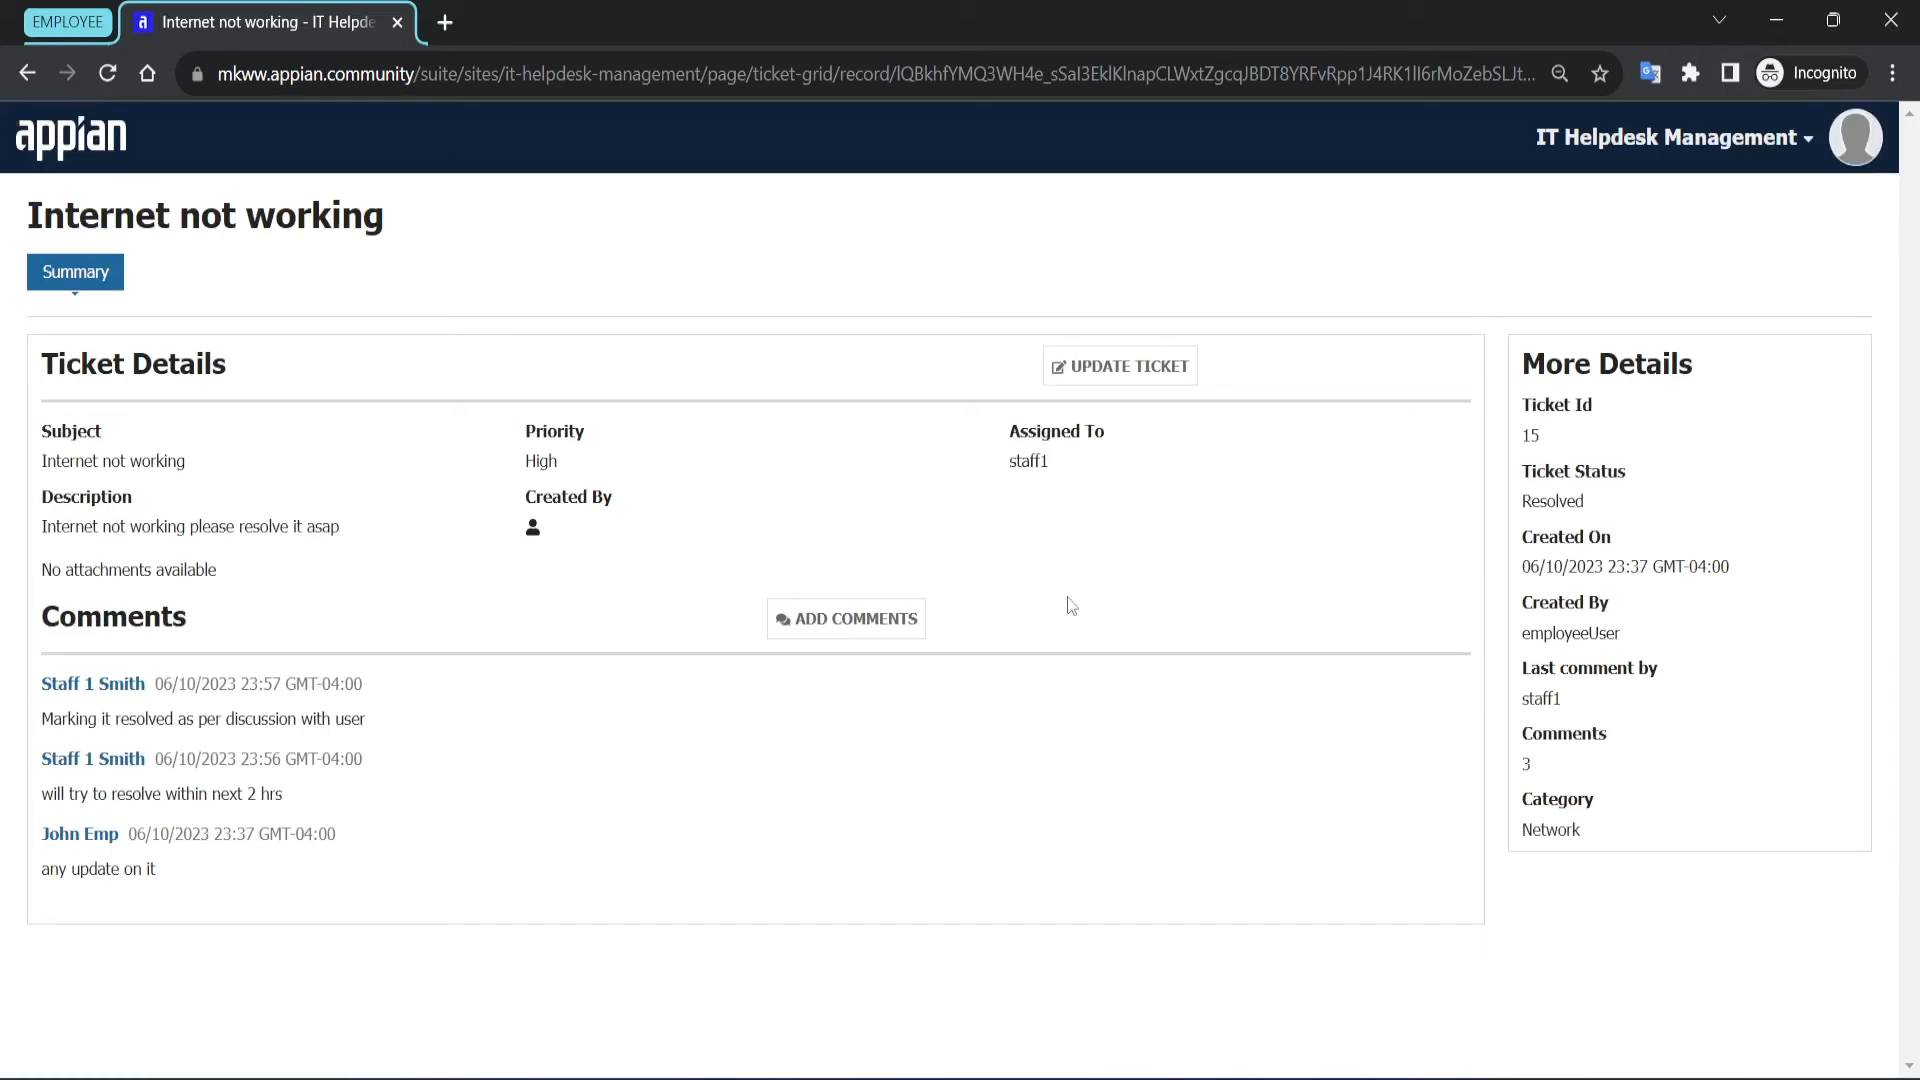 EMPLOYEE
Internet not working - IT Helpde
mkww.appian.community/suite/sites/it-helpdesk-management/page/ticket-grid/record/
Incognito
appian
IT Helpdesk Management
Internet not working
Summary
Ticket Details
UPDATE TICKET
Subject
Priority
Assigned To
Internet not working
High
staff1
Description
Created By
Internet not working please resolve it asap
No attachments available
Comments
ADD COMMENTS
Staff 1 Smith 06/10/2023 23:57 GMT-04:00
Marking it resolved as per discussion with user
Staff 1 Smith 06/10/2023 23:56 GMT-04:00
will try to resolve within next 2 hrs
John Emp 06/10/2023 23:37 GMT-04:00
any update on it
More Details
Ticket Id
15
Ticket Status
Resolved
Created On
06/10/2023 23:37 GMT-04:00
Created By
employeeUser
Last comment by
staff1
Comments
3
Category
Network